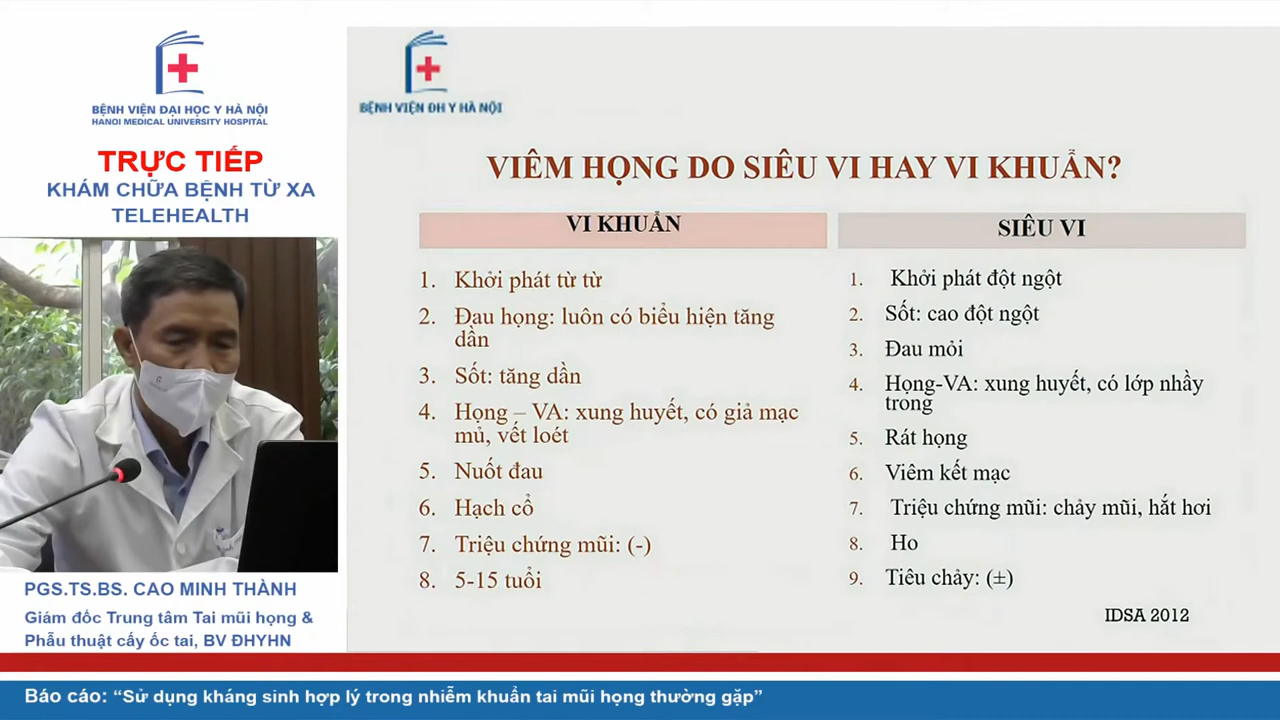 BỆNH VIỆN ĐẠI HỌC Y HÀ NỘI
HANOI MEDICAL UNIVERSITY HOSPITAL
TRỰC TIẾP
KHÁM CHỮA BỆNH TỪ XA
TELEHEALTH
PGS.TS.BS. CAO MINH THÀNH
Giám đốc Trung tâm Tai mũi họng &
Phẫu thuật cấy ốc tai, BV ĐHYHN
BỆNH VIỆN ĐH Y HÀ NỘI
VIÊM HỌNG DO SIÊU VI HAY VI KHUẨN?
VI KHUẨN
1. Khởi phát từ từ
2. Đau họng: luôn có biểu hiện tăng
dần
3. Sốt: tăng dần
4. Họng – VA: xung huyết, có giả mạc
mủ, vết loét
5. Nuốt đau
6. Hạch cổ
7. Triệu chứng mũi: (-)
8. 5-15 tuổi
SIÊU VI
1. Khởi phát đột ngột
2. Sốt: cao đột ngột
3. Đau mỏi
4. Họng-VA: xung huyết, có lớp nhầy
trong
5. Rát họng
6. Viêm kết mạc
7. Triệu chứng mũi: chảy mũi, hắt hơi
8. Ho
9. Tiêu chảy: (±)
IDSA 2012
Báo cáo: “Sử dụng kháng sinh hợp lý trong nhiễm khuẩn tai mũi họng thường gặp”